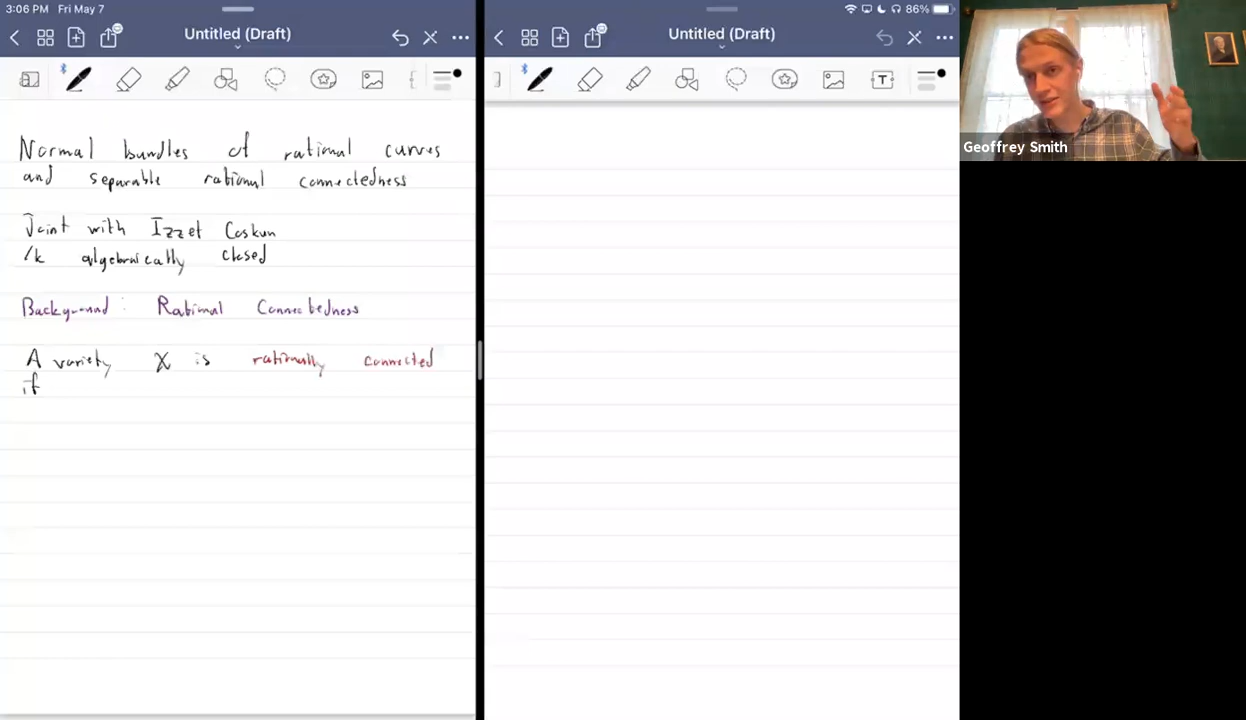 3:06 PM Fri May 7
86%
Untitled (Draft)
Untitled (Draft)
T
Geoffrey Smith
Normal bundles of rational curves
and separable rational connectedness
Joint with Izzet Coskun
/k algebraically closed
Background: Rational Connectedness
A variety X is rationally connected
if